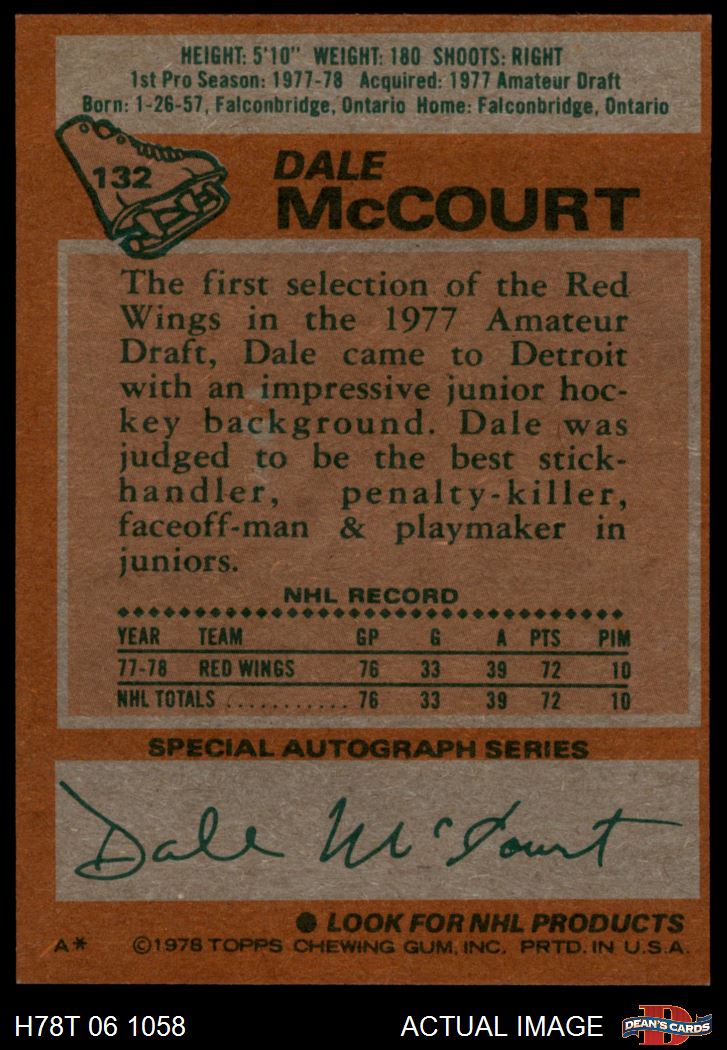 HEIGHT: 5'10" WEIGHT: 180 SHOOTS: RIGHT
1st Pro Season: 1977-78 Acquired: 1977 Amateur Draft
Born: 1-26-57, Falconbridge, Ontario Home: Falconbridge, Ontario
132
DALE
McCOURT
The first selection of the Red
Wings in the 1977 Amateur
Draft, Dale came to Detroit
with an impressive junior hoc-
key background. Dale was
judged to be the best stick-
handler, penalty-killer,
faceoff-man & playmaker in
juniors.
NHL RECORD
YEAR TEAM GP G A PTS PIM
77-78 RED WINGS 76 33 39 72 10
NHL TOTALS ............ 76 33 39 72 10
SPECIAL AUTOGRAPH SERIES
Dale McCourt
● LOOK FOR NHL PRODUCTS
A* ©1978 TOPPS CHEWING GUM, INC. PRTD. IN U.S.A.
H78T 06 1058 ACTUAL IMAGE D DEAN'S CARDS